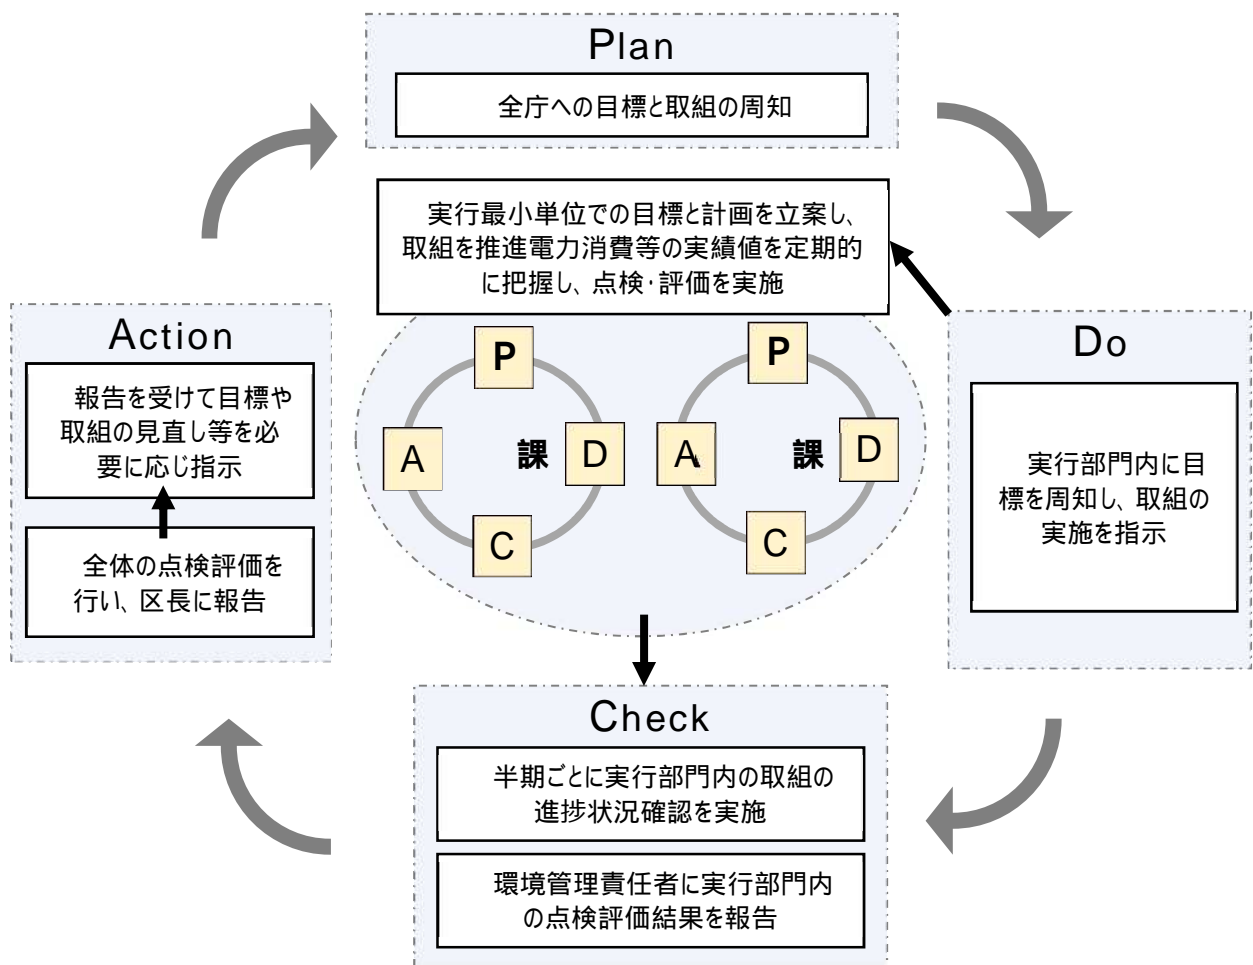 Plan
全庁への目標と取組の周知
実行最小単位での目標と計画を立案し、
取組を推進電力消費等の実績値を定期的
に把握し、点検・評価を実施
Action
報告を受けて目標や
取組の見直し等を必
要に応じ指示
全体の点検評価を
行い、区長に報告
P
A
課
D
C
P
A
課
D
C
Do
実行部門内に目
標を周知し、取組の
実施を指示
Check
半期ごとに実行部門内の取組の
進捗状況確認を実施
環境管理責任者に実行部門内
の点検評価結果を報告